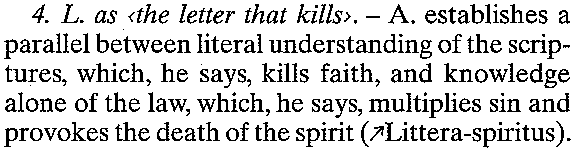 4. L. as ‹the letter that kills›. – A. establishes a
parallel between literal understanding of the scrip-
tures, which, he says, kills faith, and knowledge
alone of the law, which, he says, multiplies sin and
provokes the death of the spirit (↗Littera-spiritus).